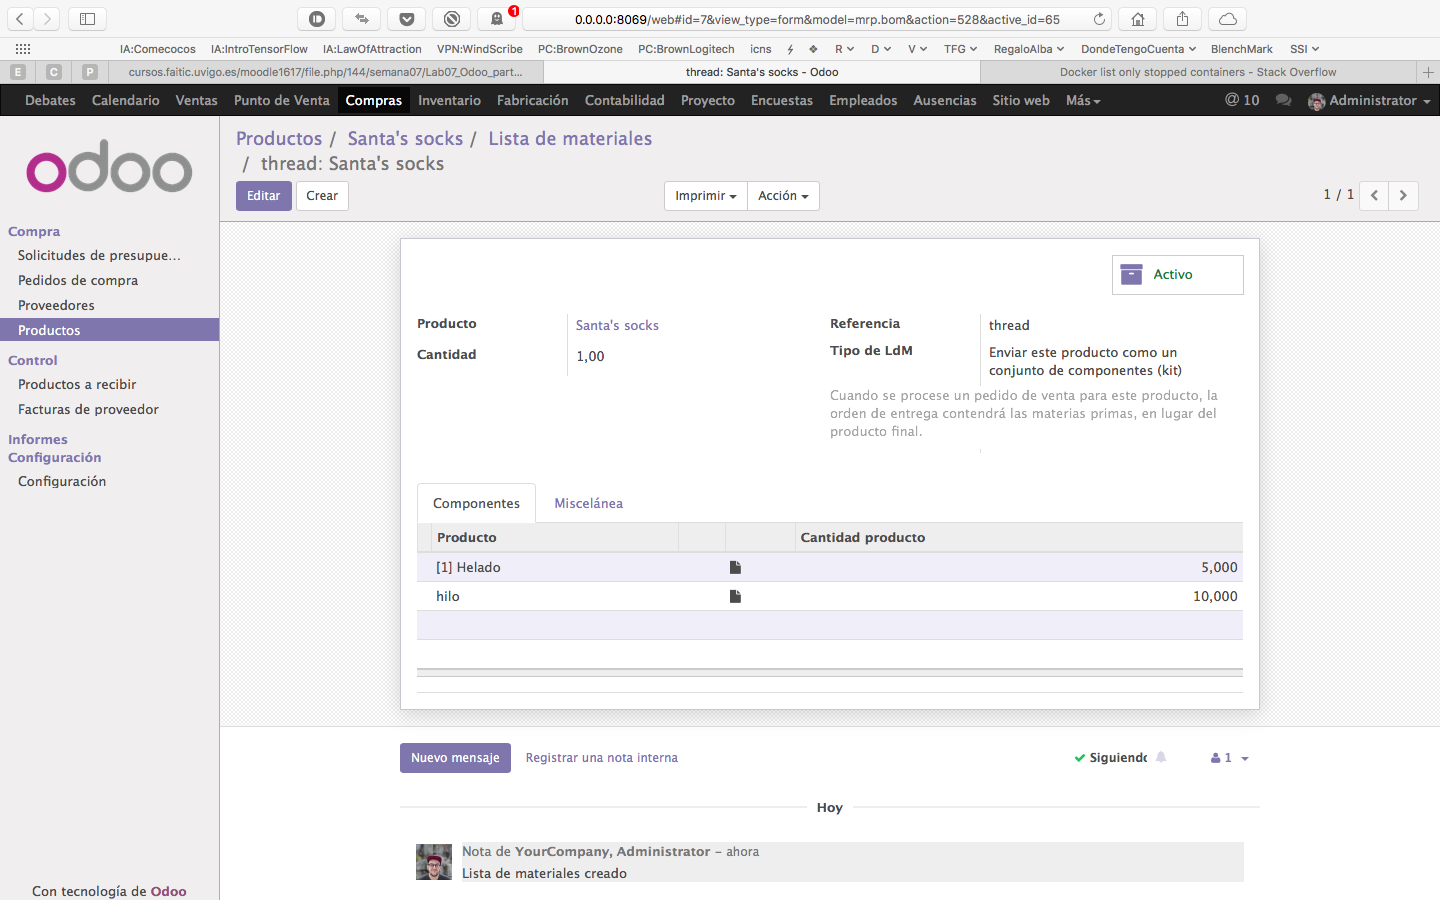 1
0.0.0.0:8069/web#id=7&view_type=form&model=mrp.bom&action=528&active_id=65
IA:Comecocos IA:IntroTensorFlow IA:LawOfAttraction VPN:WindScribe PC:BrownOzone PC:BrownLogitech icns R D V TFG RegaloAlba DondeTengoCuenta BlenchMark SSI
E C P cursos.faitic.uvigo.es/moodle1617/file.php/144/semana07/Lab07_Odoo_part... thread: Santa's socks - Odoo Docker list only stopped containers - Stack Overflow
Debates Calendario Ventas Punto de Venta Compras Inventario Fabricación Contabilidad Proyecto Encuestas Empleados Ausencias Sitio web Más @ 10 Administrator
odoo
Compra
Solicitudes de presupue...
Pedidos de compra
Proveedores
Productos
Control
Productos a recibir
Facturas de proveedor
Informes
Configuración
Configuración
Con tecnología de Odoo
Productos / Santa's socks / Lista de materiales
/ thread: Santa's socks
Editar Crear Imprimir Acción 1 / 1
Activo
Producto Santa's socks
Cantidad 1,00
Referencia thread
Tipo de LdM Enviar este producto como un
conjunto de componentes (kit)
Cuando se procese un pedido de venta para este producto, la
orden de entrega contendrá las materias primas, en lugar del
producto final.
Componentes Miscelánea
Producto Cantidad producto
[1] Helado 5,000
hilo 10,000
Nuevo mensaje Registrar una nota interna Siguiendo 1
Hoy
Nota de YourCompany, Administrator - ahora
Lista de materiales creado